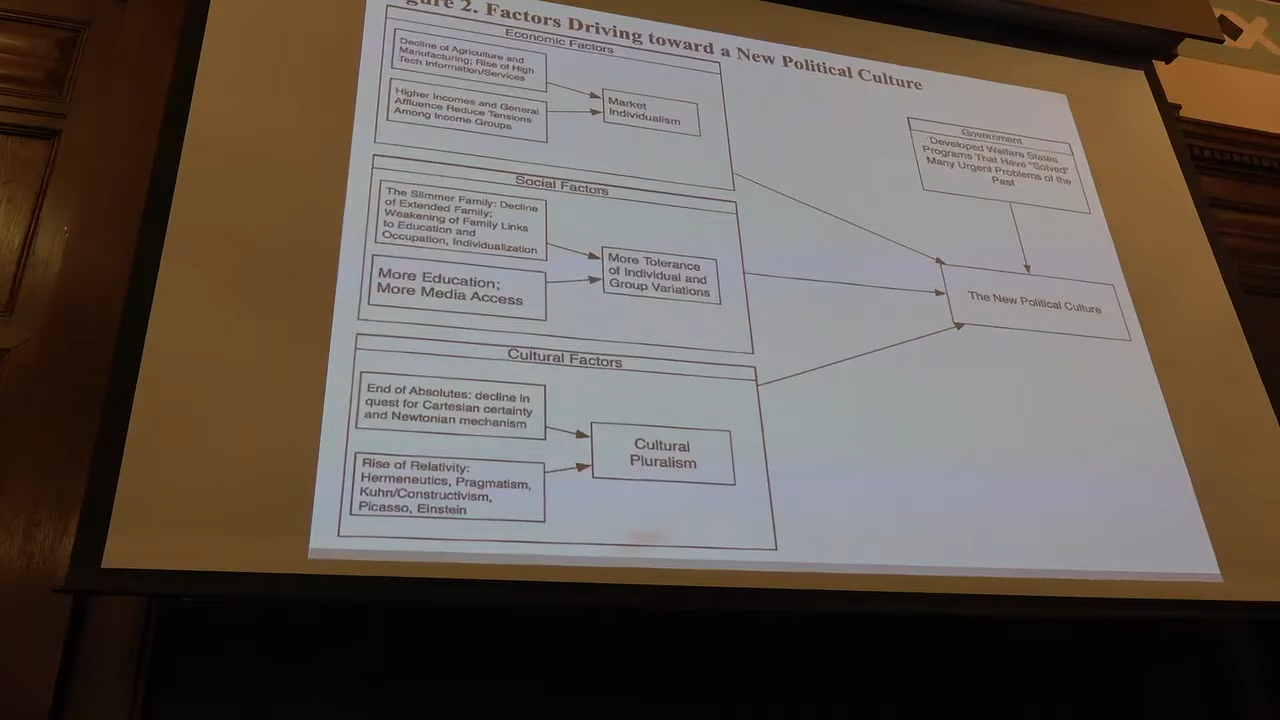 gure 2. Factors Driving toward a New Political Culture
Economic Factors
Decline of Agriculture and
Manufacturing; Rise of High
Tech Information/Services
Higher Incomes and General
Affluence Reduce Tensions
Among Income Groups
Market
Individualism
Social Factors
The Slimmer Family: Decline
of Extended Family;
Weakening of Family Links
to Education and
Occupation, Individualization
More Education;
More Media Access
More Tolerance
of Individual and
Group Variations
Cultural Factors
End of Absolutes: decline in
quest for Cartesian certainty
and Newtonian mechanism
Rise of Relativity:
Hermeneutics, Pragmatism,
Kuhn/Constructivism,
Picasso, Einstein
Cultural
Pluralism
Government
Developed Welfare States
Programs That Have "Solved"
Many Urgent Problems of the
Past
The New Political Culture